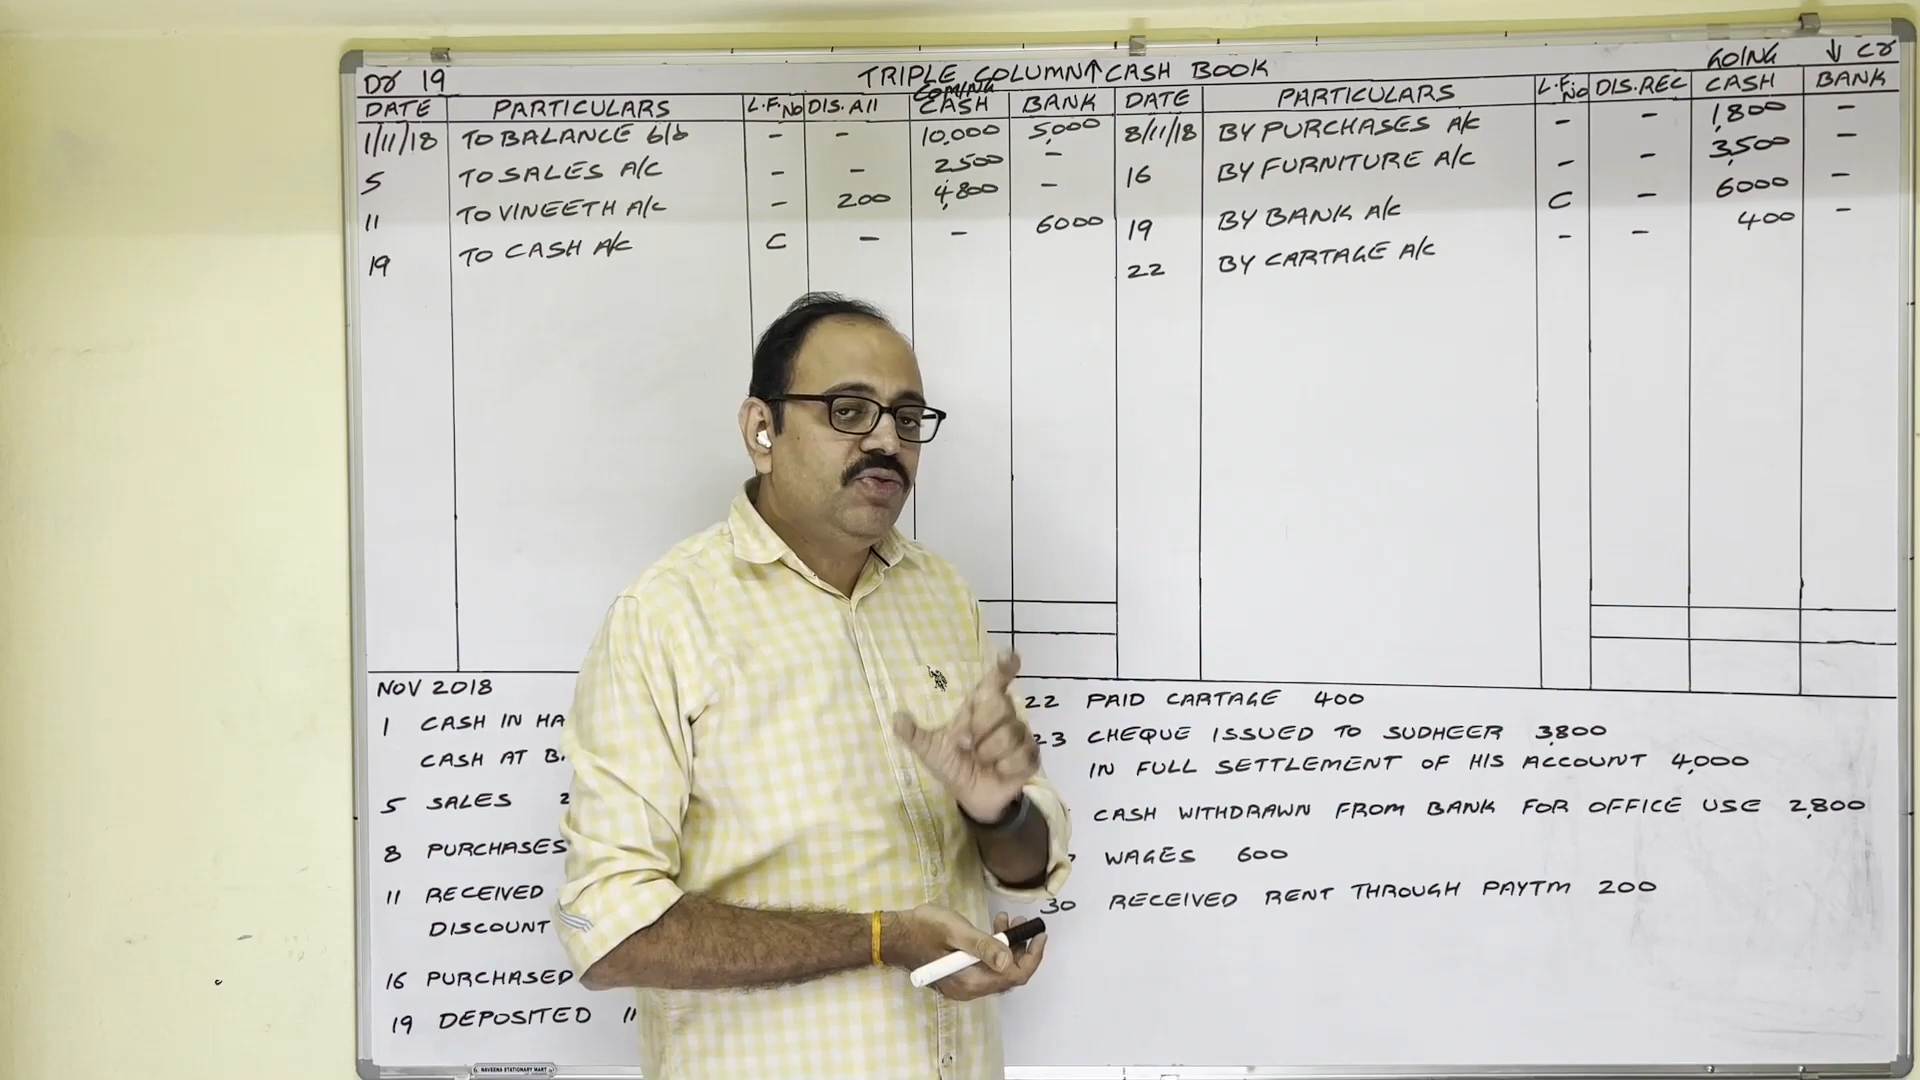 Dr 19 TRIPLE COLUMN↑ CASH BOOK GOING ↓ Cr
DATE PARTICULARS L.F.No DIS.All COMING CASH BANK DATE PARTICULARS L.F.No DIS.REC CASH BANK
1/11/18 TO BALANCE b/b - - 10,000 5,000 8/11/18 BY PURCHASES A/c - - 1,800 -
5 TO SALES A/c - - 2500 - 16 BY FURNITURE A/c - - 3,500 -
11 TO VINEETH A/c - 200 4,800 - 19 BY BANK A/c C - 6000 -
19 TO CASH A/c C - - 6000 22 BY CARTAGE A/c - - 400 -
NOV 2018
1 CASH IN HA
CASH AT B
5 SALES 2
8 PURCHASES
11 RECEIVED
DISCOUNT
16 PURCHASED
19 DEPOSITED
22 PAID CARTAGE 400
23 CHEQUE ISSUED TO SUDHEER 3,800
IN FULL SETTLEMENT OF HIS ACCOUNT 4,000
CASH WITHDRAWN FROM BANK FOR OFFICE USE 2,800
WAGES 600
30 RECEIVED RENT THROUGH PAYTM 200
NAVEENA STATIONARY MART